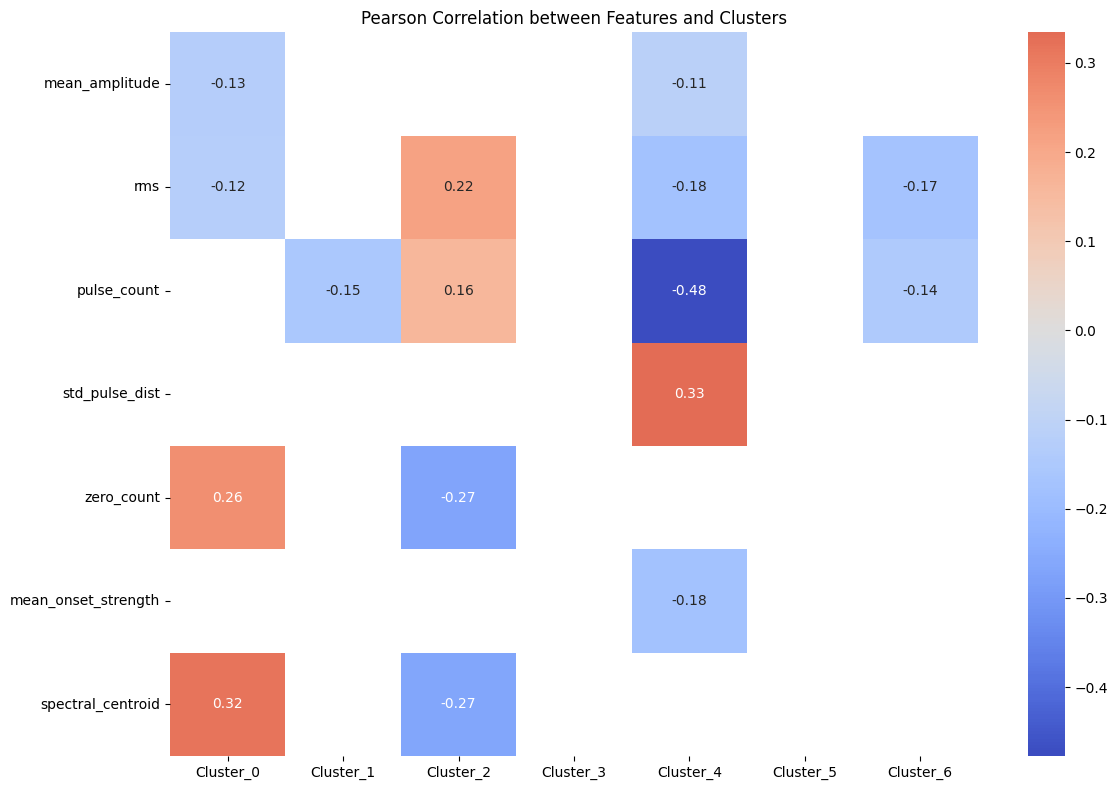 Pearson Correlation between Features and Clusters
mean_amplitude -0.13 -0.11
rms -0.12 0.22 -0.18 -0.17
pulse_count -0.15 0.16 -0.48 -0.14
std_pulse_dist 0.33
zero_count 0.26 -0.27
mean_onset_strength -0.18
spectral_centroid 0.32 -0.27
Cluster_0 Cluster_1 Cluster_2 Cluster_3 Cluster_4 Cluster_5 Cluster_6
0.3
0.2
0.1
0.0
−0.1
−0.2
−0.3
−0.4